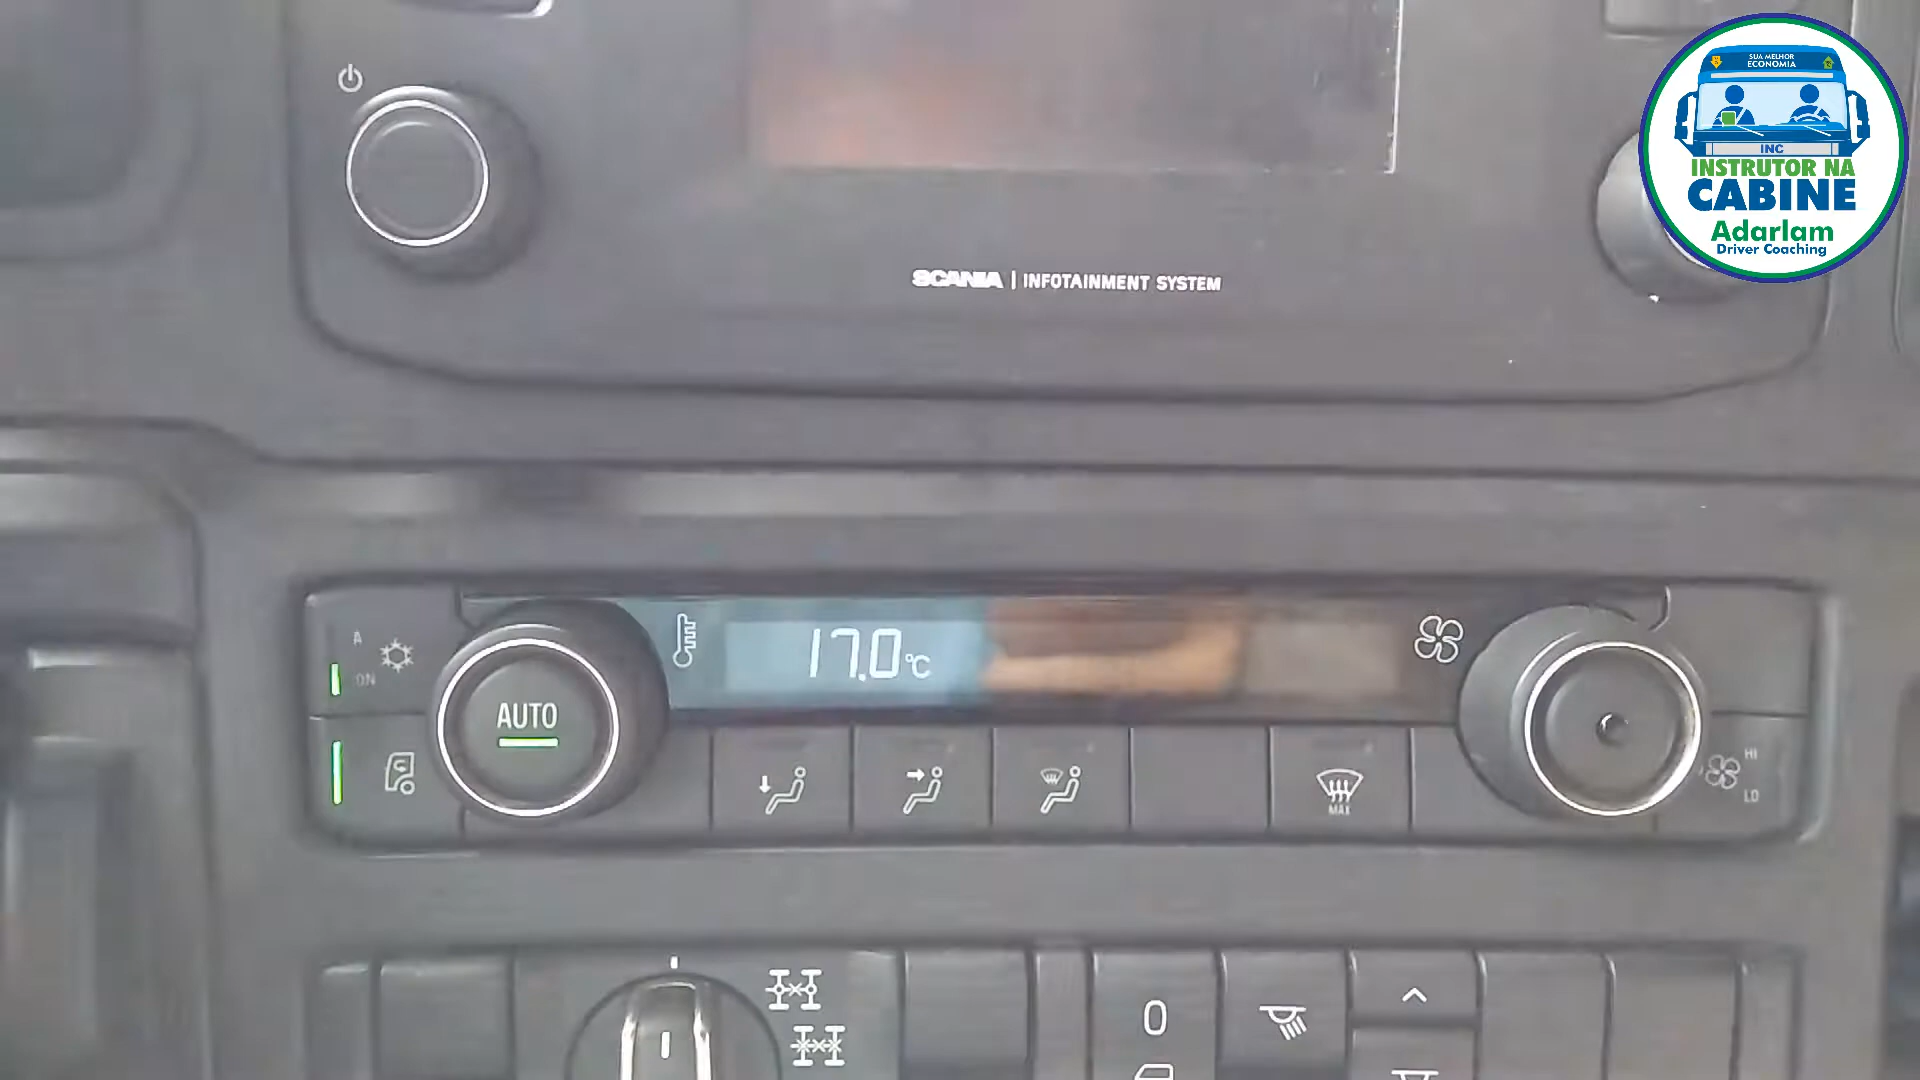 SUA MELHOR
ECONOMIA
INC
INSTRUTOR NA
CABINE
Adarlam
Driver Coaching
SCANIA | INFOTAINMENT SYSTEM
A
ON
17.0°C
AUTO
MAX
HI
LO
0